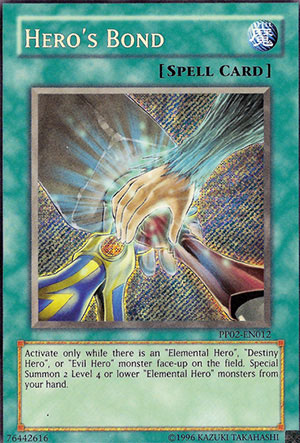 HERO'S BOND
魔
[SPELL CARD]
PP02-EN012
Activate only while there is an "Elemental Hero", "Destiny
Hero", or "Evil Hero" monster face-up on the field. Special
Summon 2 Level 4 or lower "Elemental Hero" monsters from
your hand.
76442616
©1996 KAZUKI TAKAHASHI